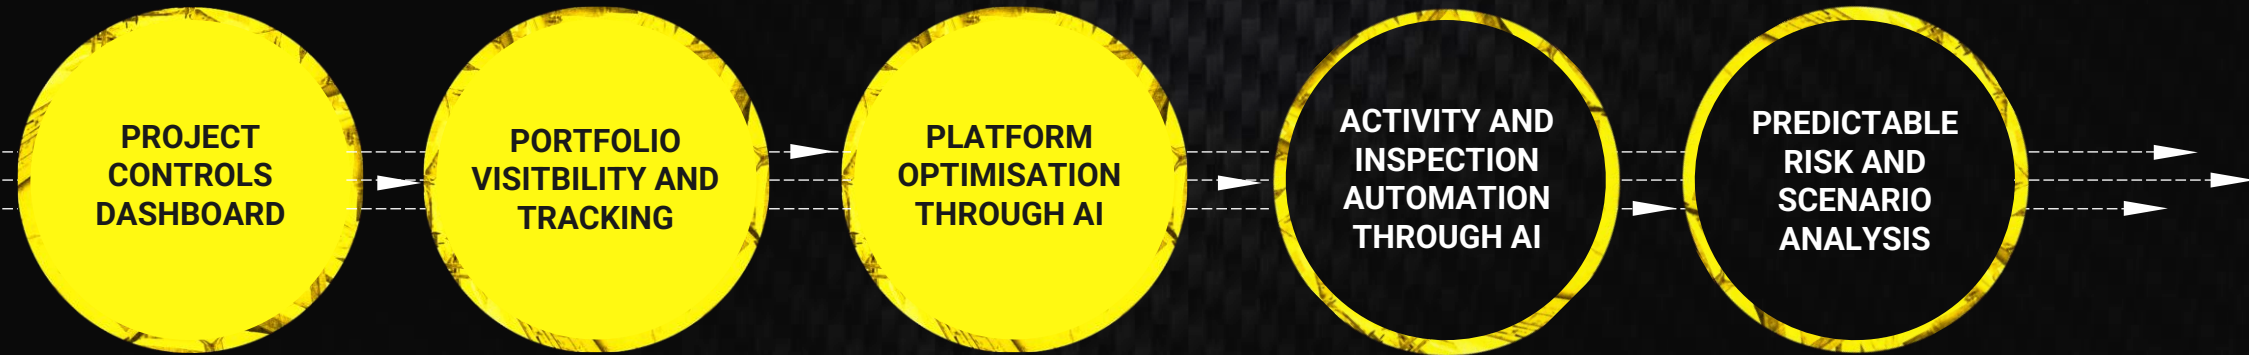 PROJECT
CONTROLS
DASHBOARD
PORTFOLIO
VISITBILITY AND
TRACKING
PLATFORM
OPTIMISATION
THROUGH AI
ACTIVITY AND
INSPECTION
AUTOMATION
THROUGH AI
PREDICTABLE
RISK AND
SCENARIO
ANALYSIS